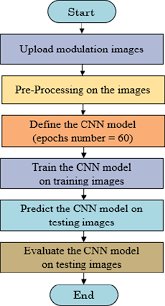 Start
Upload modulation images
Pre-Processing on the images
Define the CNN model
(epochs number = 60)
Train the CNN model
on training images
Predict the CNN model on
testing images
Evaluate the CNN model
on testing images
End